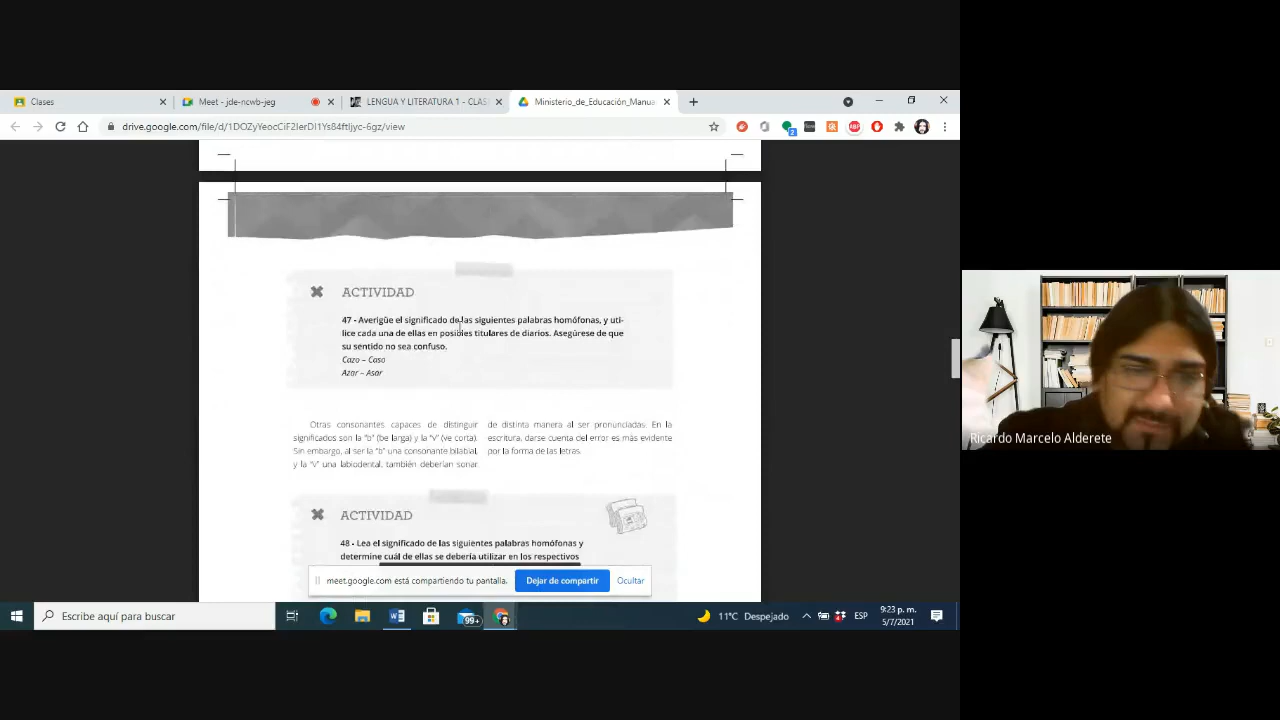 Clases
Meet - jde-ncwb-jeg
LENGUA Y LITERATURA 1 - CLAS
Ministerio_de_Educación_Manua
drive.google.com/file/d/1DOZyYeocCiF2IerDI1Ys84ftIjyc-6gz/view
ABP
2
ACTIVIDAD
47 - Averigüe el significado de las siguientes palabras homófonas, y uti-
lice cada una de ellas en posibles titulares de diarios. Asegúrese de que
su sentido no sea confuso.
Cazo – Caso
Azar – Asar
Otras consonantes capaces de distinguir
significados son la "b" (be larga) y la "v" (ve corta).
Sin embargo, al ser la "b" una consonante bilabial,
y la "v" una labiodental, también deberían sonar
de distinta manera al ser pronunciadas. En la
escritura, darse cuenta del error es más evidente
por la forma de las letras.
ACTIVIDAD
48 - Lea el significado de las siguientes palabras homófonas y
determine cuál de ellas se debería utilizar en los respectivos
meet.google.com está compartiendo tu pantalla.
Dejar de compartir
Ocultar
Ricardo Marcelo Alderete
Escribe aquí para buscar
99+
11°C Despejado
ESP
9:23 p. m.
5/7/2021